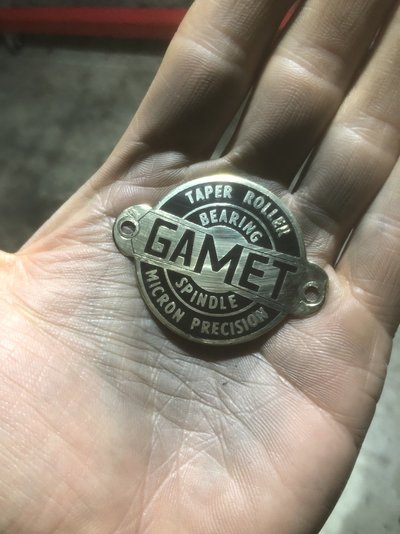 TAPER ROLLER
BEARING
GAMET
SPINDLE
MICRON PRECISION